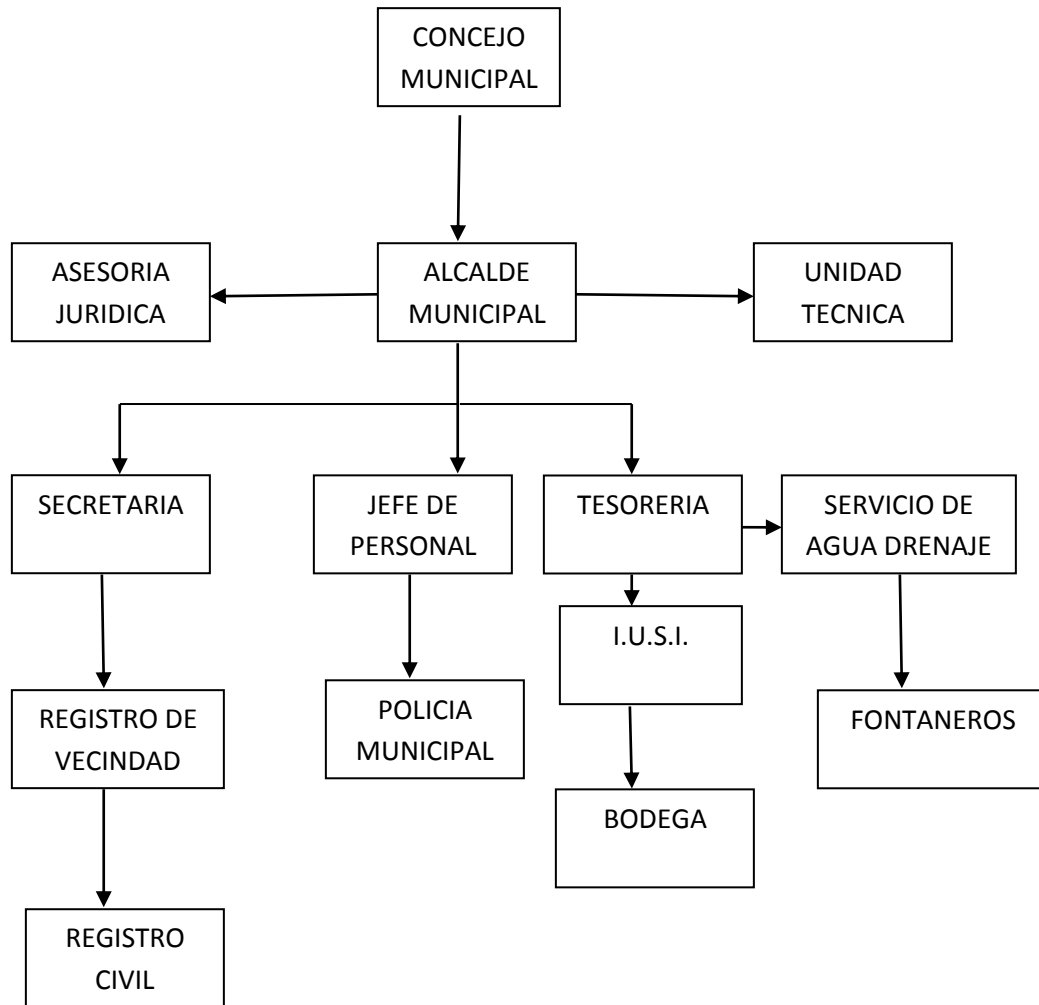 CONCEJO
MUNICIPAL
ASESORIA
JURIDICA
ALCALDE
MUNICIPAL
UNIDAD
TECNICA
SECRETARIA
JEFE DE
PERSONAL
TESORERIA
SERVICIO DE
AGUA DRENAJE
I.U.S.I.
REGISTRO DE
VECINDAD
POLICIA
MUNICIPAL
FONTANEROS
BODEGA
REGISTRO
CIVIL